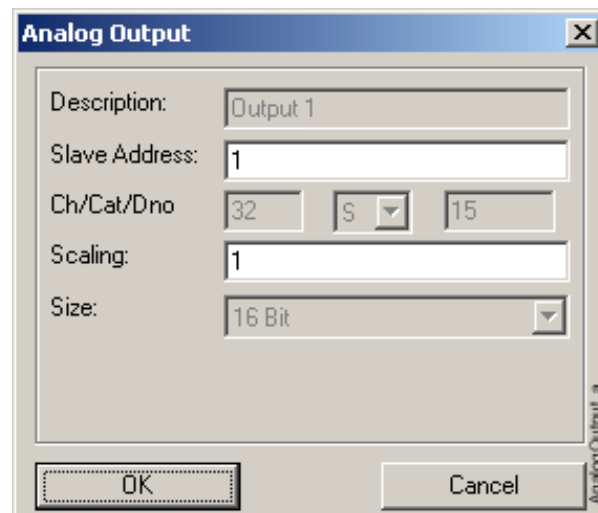 Analog Output
Description: Output 1
Slave Address: 1
Ch/Cat/Dno 32 S 15
Scaling: 1
Size: 16 Bit
OK Cancel
AnalogOutput_a